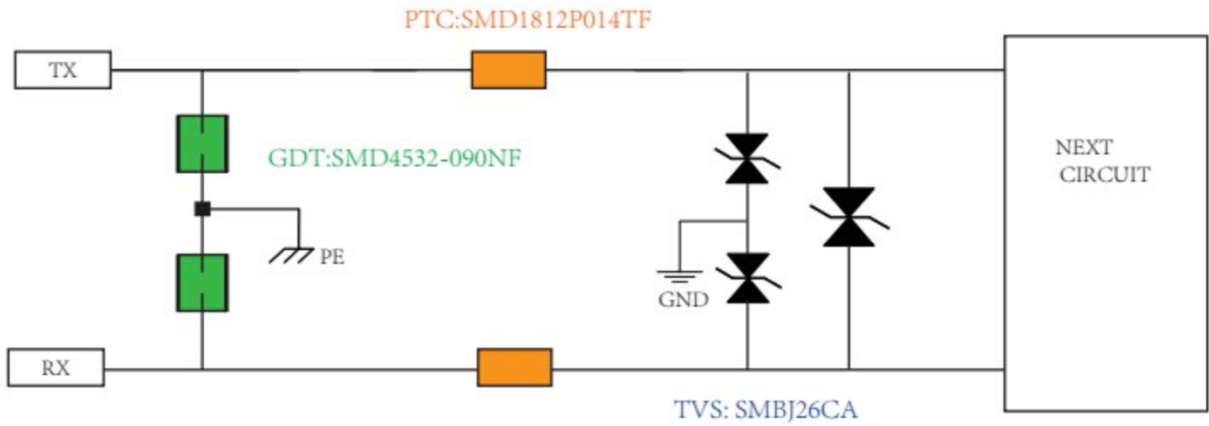 PTC:SMD1812P014TF
TX
GDT:SMD4532-090NF
NEXT
CIRCUIT
PE
GND
RX
TVS: SMBJ26CA